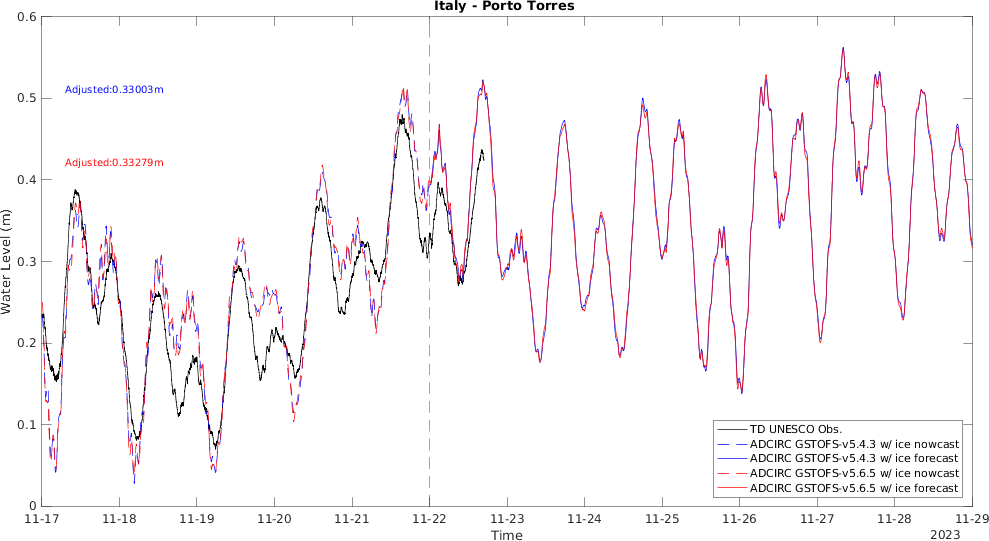 Italy - Porto Torres
0.6
0.5
0.4
0.3
0.2
0.1
0
Water Level (m)
Adjusted:0.33003m
Adjusted:0.33279m
TD UNESCO Obs.
ADCIRC GSTOFS-v5.4.3 w/ ice nowcast
ADCIRC GSTOFS-v5.4.3 w/ ice forecast
ADCIRC GSTOFS-v5.6.5 w/ ice nowcast
ADCIRC GSTOFS-v5.6.5 w/ ice forecast
11-17 11-18 11-19 11-20 11-21 11-22 11-23 11-24 11-25 11-26 11-27 11-28 11-29
Time
2023